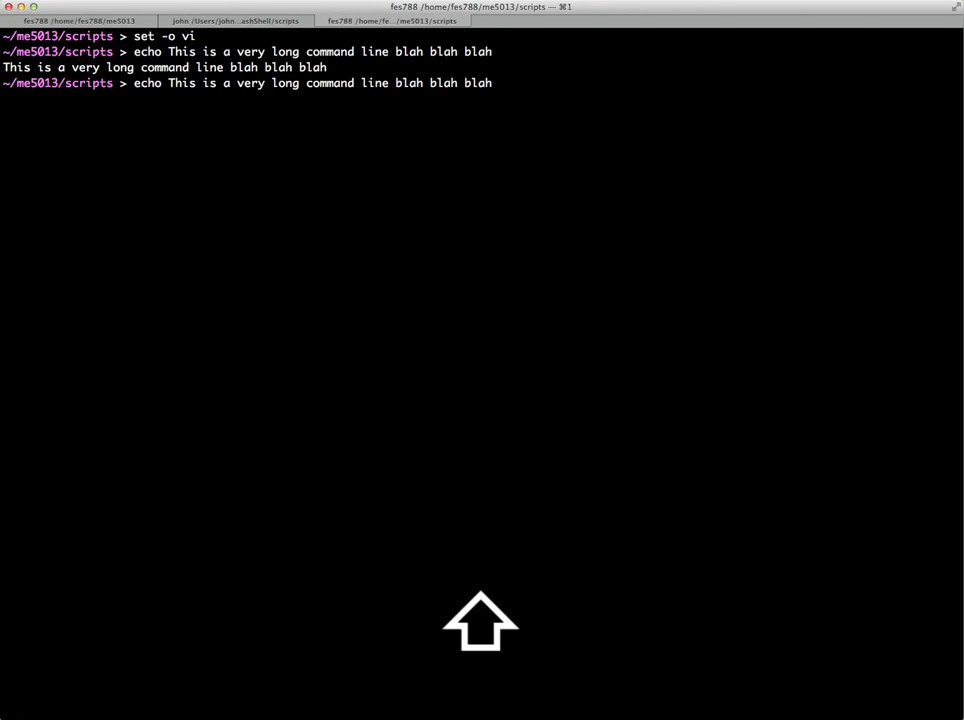 fes788 /home/fes788/me5013/scripts — ⌘1
fes788 /home/fes788/me5013
john /Users/john...ashShell/scripts
fes788 /home/fe.../me5013/scripts
~/me5013/scripts > set -o vi
~/me5013/scripts > echo This is a very long command line blah blah blah
This is a very long command line blah blah blah
~/me5013/scripts > echo This is a very long command line blah blah blah